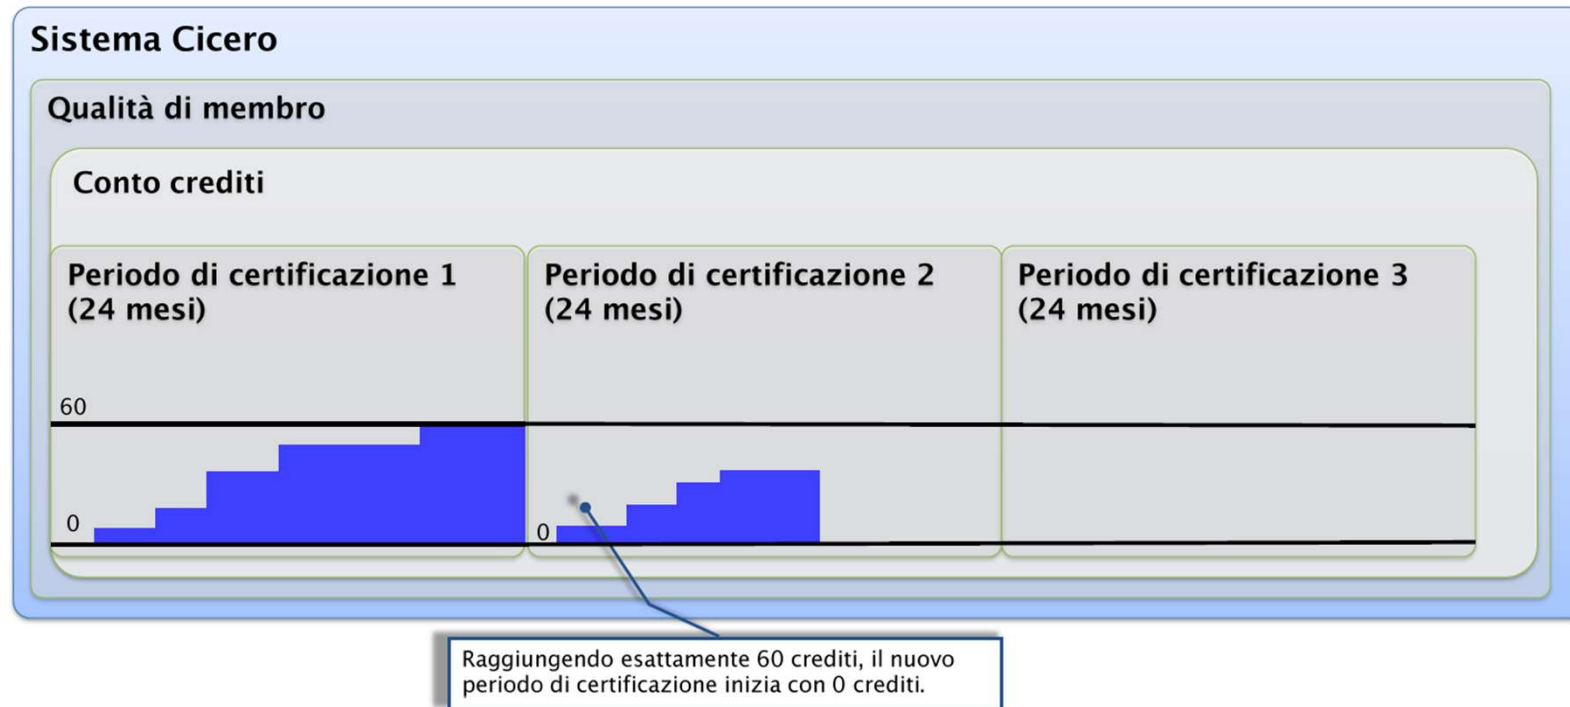 Sistema Cicero
Qualità di membro
Conto crediti
Periodo di certificazione 1
(24 mesi)
Periodo di certificazione 2
(24 mesi)
Periodo di certificazione 3
(24 mesi)
60
0
0
Raggiungendo esattamente 60 crediti, il nuovo
periodo di certificazione inizia con 0 crediti.